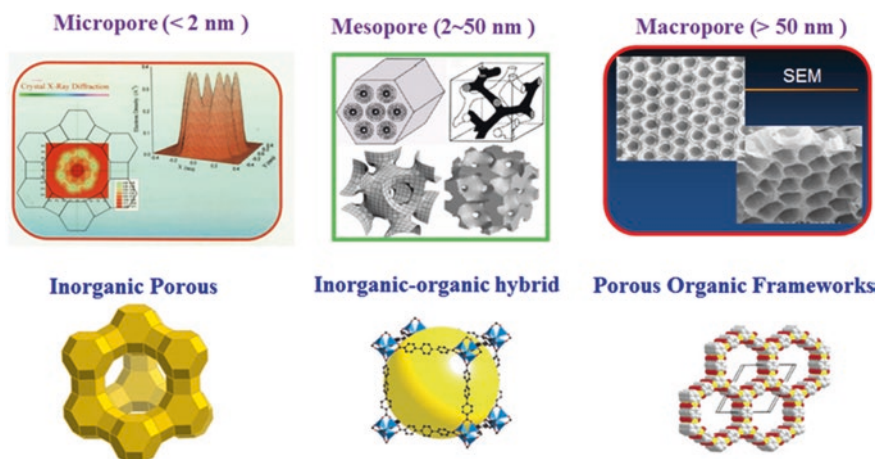 Micropore (< 2 nm )
Mesopore (2~50 nm )
Macropore (> 50 nm )
Crystal X-Ray Diffraction
SEM
Inorganic Porous
Inorganic-organic hybrid
Porous Organic Frameworks